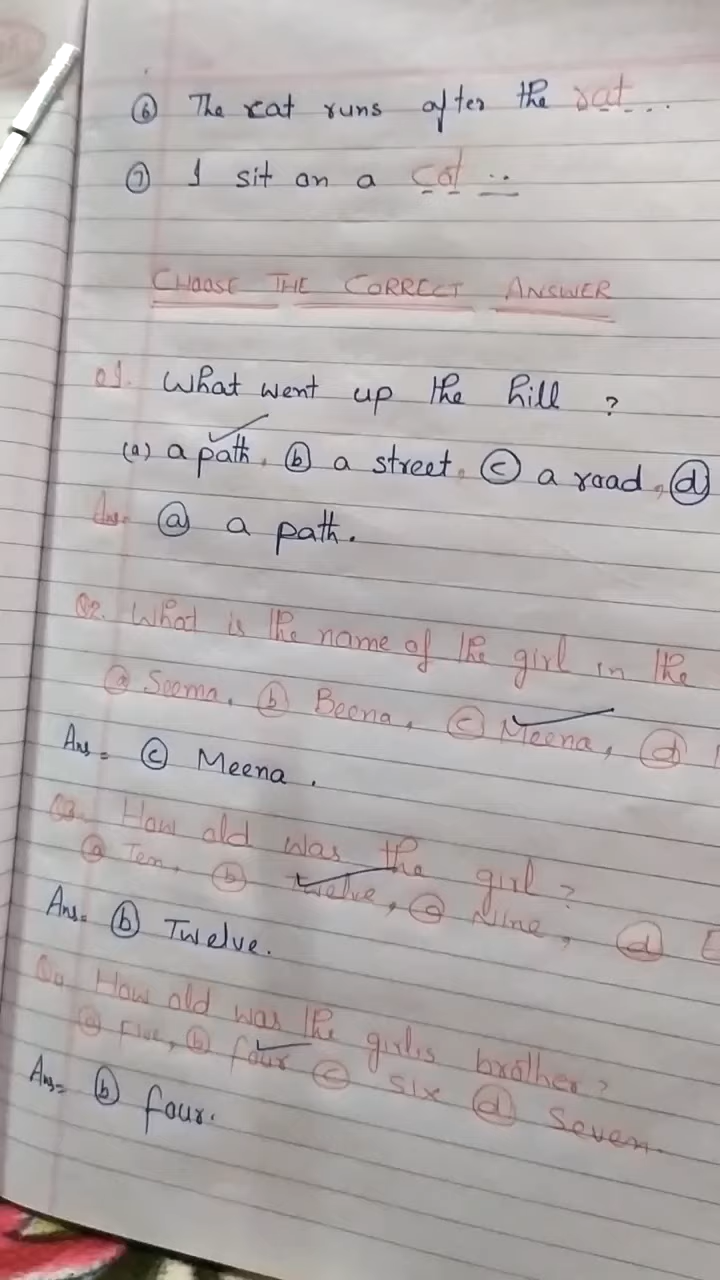 ⑥ The cat runs after the rat...
⑦ I sit on a cot ..
CHOOSE THE CORRECT ANSWER
Q1. What went up the hill ?
(a) a path, ⓑ a street, ⓒ a road, ⓓ
Ans. ⓐ a path.
Q2. What is the name of the girl in the
ⓐ Seema, ⓑ Beena, ⓒ Meena, ⓓ
Ans = ⓒ Meena.
Q3. How old was the girl?
ⓐ Ten, ⓑ Twelve, ⓒ Nine, ⓓ
Ans = ⓑ Twelve.
Q4 How old was the girl's brother?
ⓐ Five, ⓑ four ⓒ six ⓓ Seven.
Ans = ⓑ four.